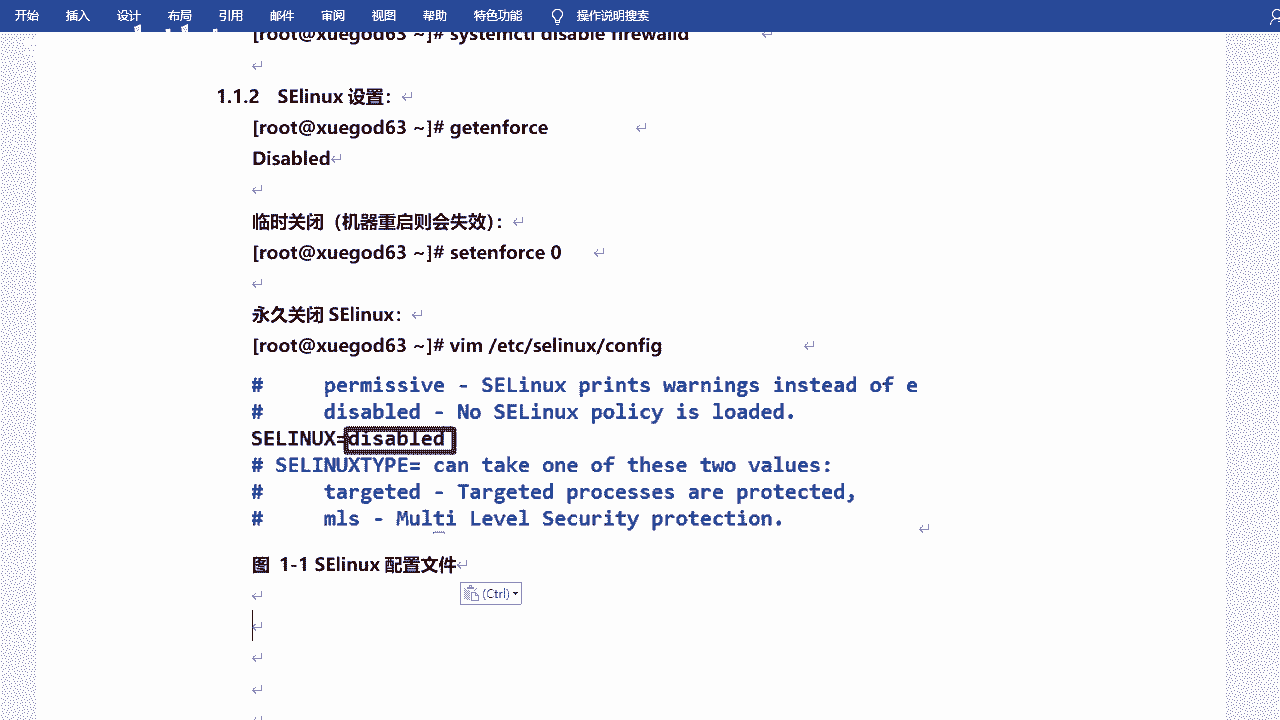 开始 插入 设计 布局 引用 邮件 审阅 视图 帮助 特色功能 操作说明搜索
[root@xuegod63 ~]# systemctl disable firewalld
1.1.2 SElinux 设置：
[root@xuegod63 ~]# getenforce
Disabled
临时关闭（机器重启则会失效）：
[root@xuegod63 ~]# setenforce 0
永久关闭 SElinux：
[root@xuegod63 ~]# vim /etc/selinux/config
# permissive - SELinux prints warnings instead of e
# disabled - No SELinux policy is loaded.
SELINUX=disabled
# SELINUXTYPE= can take one of these two values:
# targeted - Targeted processes are protected,
# mls - Multi Level Security protection.
图 1-1 SElinux 配置文件
(Ctrl)